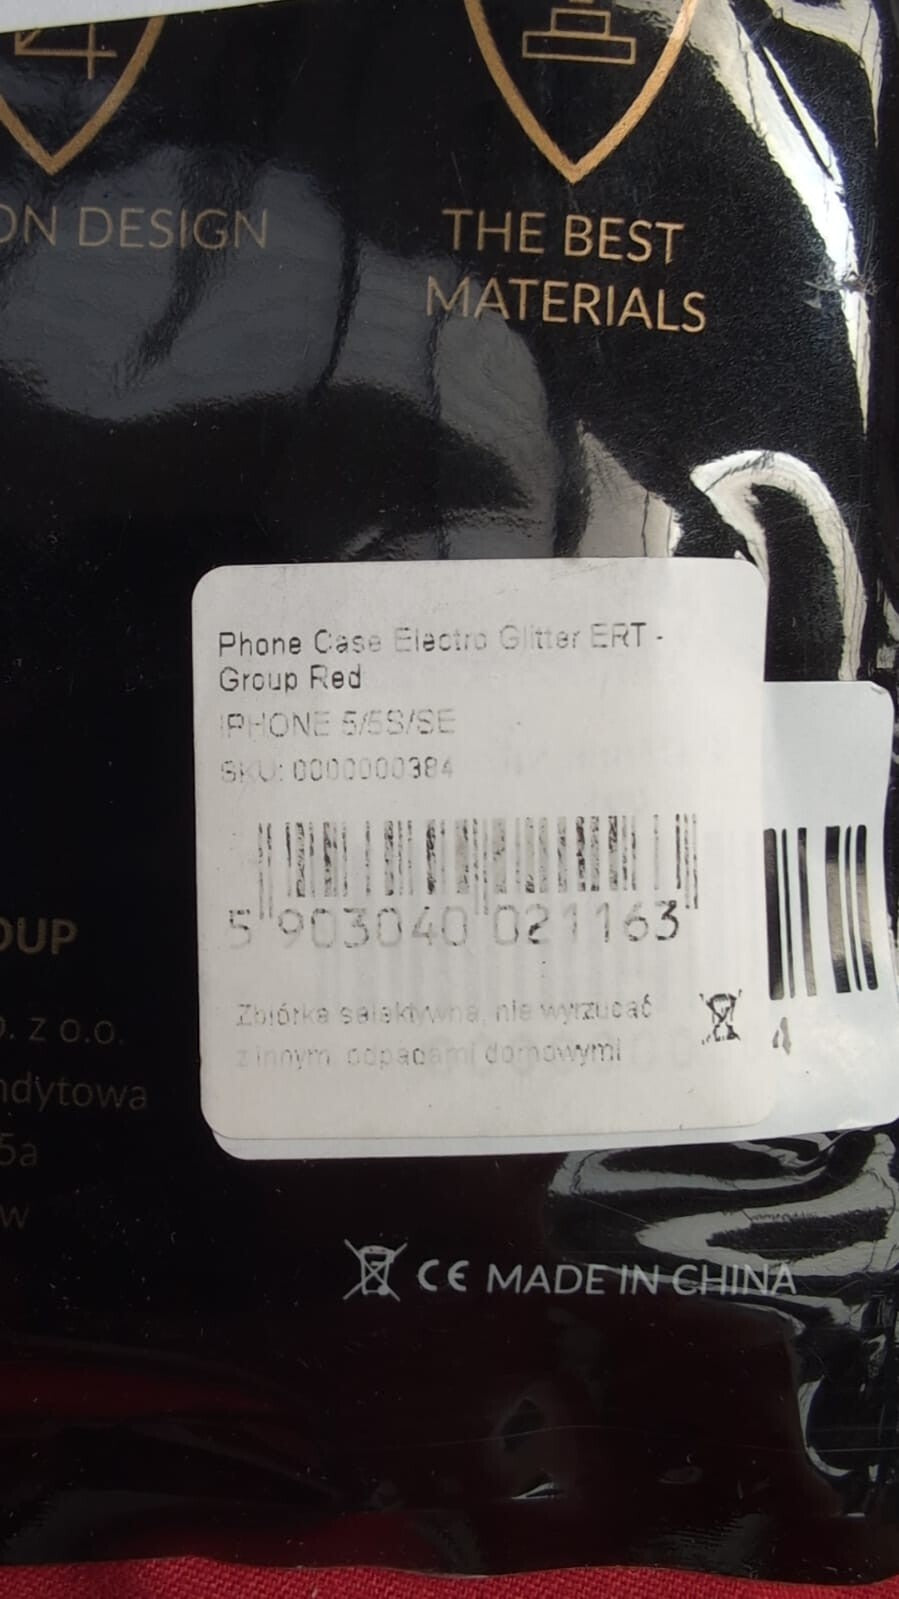 ON DESIGN
THE BEST
MATERIALS
Phone Case Electro Glitter ERT -
Group Red
IPHONE 5/5S/SE
SKU: 0000000384
5 903040 021163
Zbiórka selektywna, nie wyrzucać
z innymi odpadami domowymi
4
OUP
. z o.o.
ndytowa
5a
w
CE MADE IN CHINA